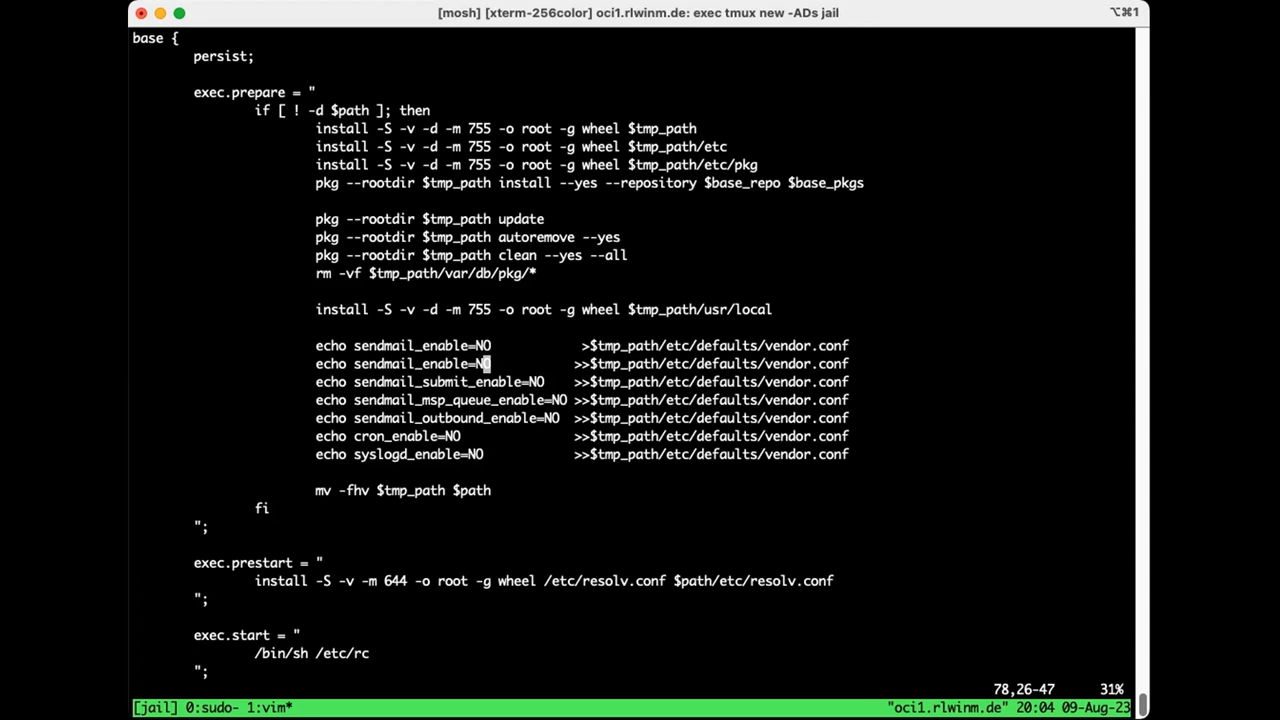 [mosh] [xterm-256color] oci1.rlwinm.de: exec tmux new -ADs jail
⌥⌘1
base {
persist;
exec.prepare = "
if [ ! -d $path ]; then
install -S -v -d -m 755 -o root -g wheel $tmp_path
install -S -v -d -m 755 -o root -g wheel $tmp_path/etc
install -S -v -d -m 755 -o root -g wheel $tmp_path/etc/pkg
pkg --rootdir $tmp_path install --yes --repository $base_repo $base_pkgs
pkg --rootdir $tmp_path update
pkg --rootdir $tmp_path autoremove --yes
pkg --rootdir $tmp_path clean --yes --all
rm -vf $tmp_path/var/db/pkg/*
install -S -v -d -m 755 -o root -g wheel $tmp_path/usr/local
echo sendmail_enable=NO >$tmp_path/etc/defaults/vendor.conf
echo sendmail_enable=NO >>$tmp_path/etc/defaults/vendor.conf
echo sendmail_submit_enable=NO >>$tmp_path/etc/defaults/vendor.conf
echo sendmail_msp_queue_enable=NO >>$tmp_path/etc/defaults/vendor.conf
echo sendmail_outbound_enable=NO >>$tmp_path/etc/defaults/vendor.conf
echo cron_enable=NO >>$tmp_path/etc/defaults/vendor.conf
echo syslogd_enable=NO >>$tmp_path/etc/defaults/vendor.conf
mv -fhv $tmp_path $path
fi
";
exec.prestart = "
install -S -v -m 644 -o root -g wheel /etc/resolv.conf $path/etc/resolv.conf
";
exec.start = "
/bin/sh /etc/rc
";
78,26-47 31%
[jail] 0:sudo- 1:vim* "oci1.rlwinm.de" 20:04 09-Aug-23